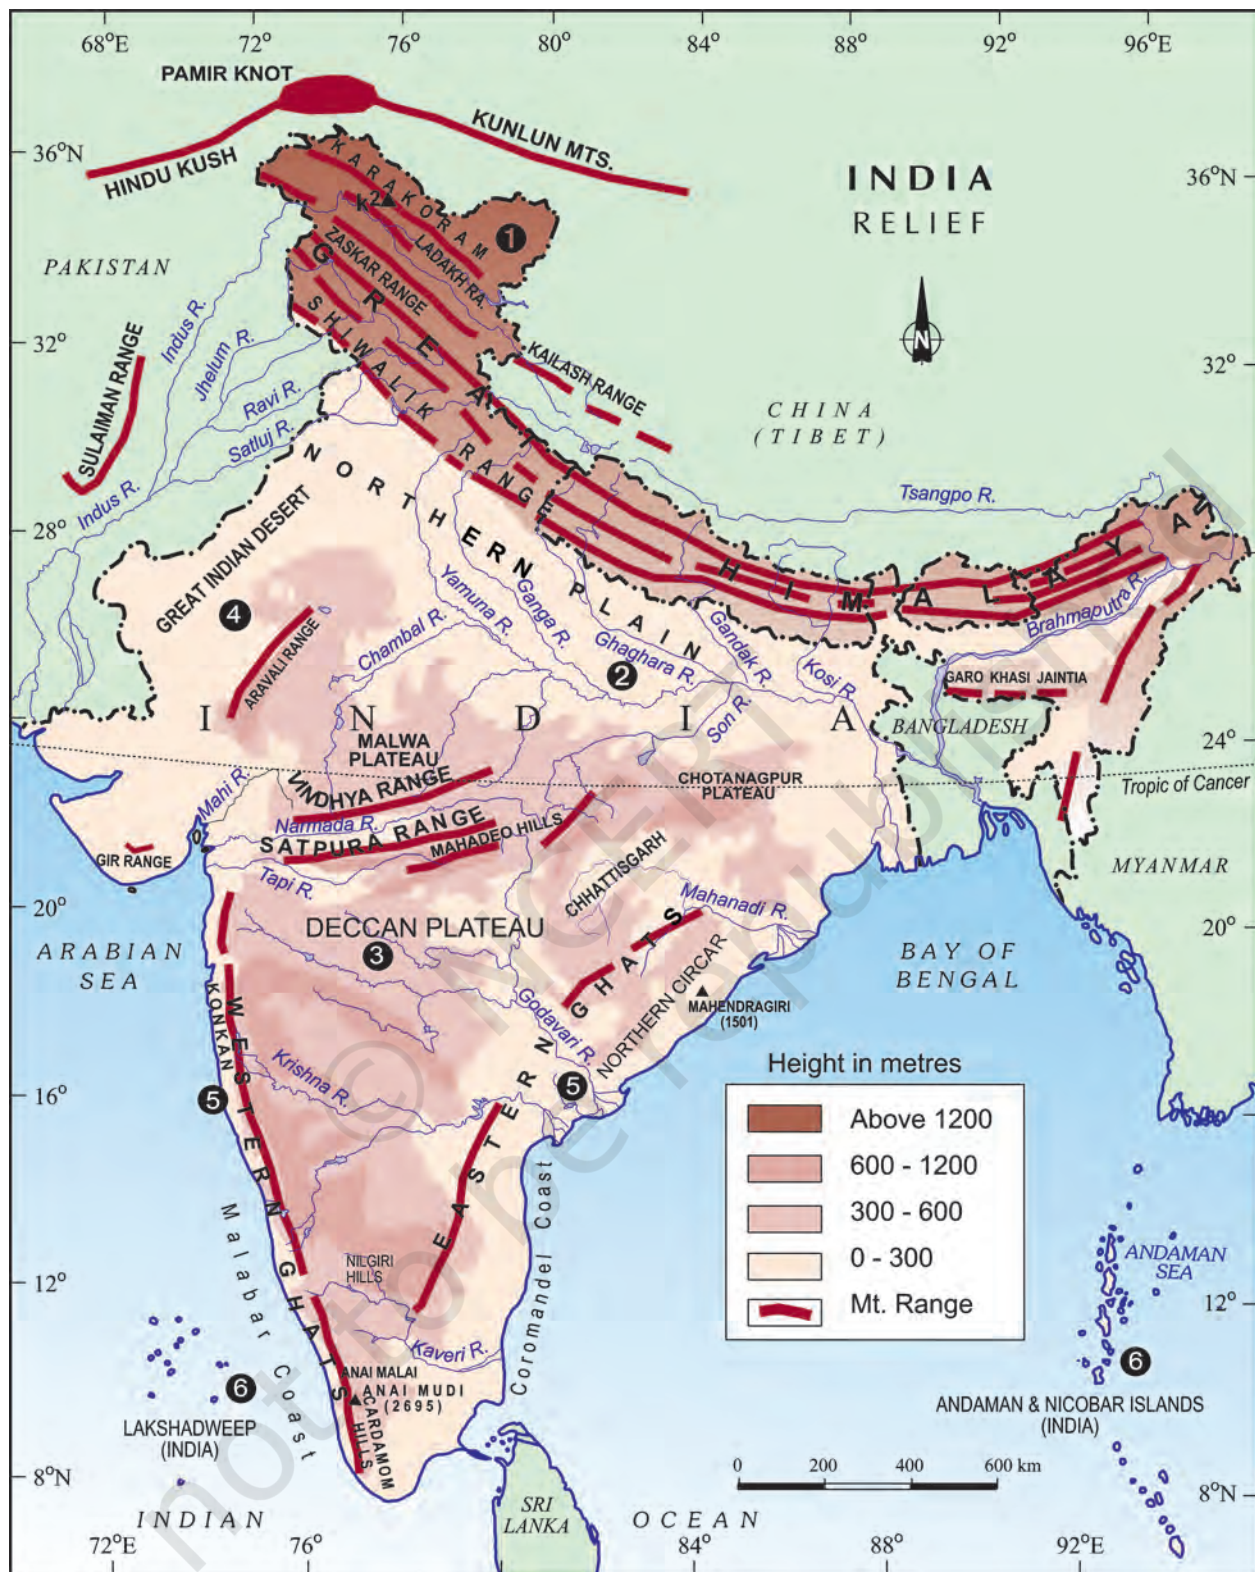 68°E
72°
76°
80°
84°
88°
92°
96°E
PAMIR KNOT
HINDU KUSH
KUNLUN MTS.
36°N
36°N
INDIA
RELIEF
KARAKORAM
K²
1
LADAKH RA.
ZASKAR RANGE
GREAT HIMALAYAN
SHIWALIK RANGE
PAKISTAN
Indus R.
Jhelum R.
Ravi R.
Satluj R.
Indus R.
SULAIMAN RANGE
32°
32°
N
KAILASH RANGE
CHINA
(TIBET)
Tsangpo R.
28°
28°
NORTHERN PLAIN
GREAT INDIAN DESERT
4
ARAVALI RANGE
Chambal R.
Yamuna R.
Ganga R.
Ghaghara R.
2
Gandak R.
Kosi R.
Son R.
Brahmaputra R.
GARO KHASI JAINTIA
BANGLADESH
INDIA
MALWA
PLATEAU
VINDHYA RANGE
Mahi R.
Narmada R.
SATPURA RANGE
MAHADEO HILLS
CHOTANAGPUR
PLATEAU
24°
Tropic of Cancer
MYANMAR
GIR RANGE
Tapi R.
CHHATTISGARH
Mahanadi R.
20°
20°
DECCAN PLATEAU
3
ARABIAN
SEA
BAY OF
BENGAL
EASTERN GHATS
NORTHERN CIRCAR
MAHENDRAGIRI
(1501)
Godavari R.
5
KONKAN
WESTERN GHATS
Krishna R.
5
16°
Height in metres
Above 1200
600 - 1200
300 - 600
0 - 300
Mt. Range
Malabar Coast
Coromandel Coast
NILGIRI
HILLS
Kaveri R.
12°
12°
ANDAMAN
SEA
6
ANDAMAN & NICOBAR ISLANDS
(INDIA)
ANAI MALAI
ANAI MUDI
(2695)
CARDAMOM
HILLS
6
LAKSHADWEEP
(INDIA)
8°N
8°N
0 200 400 600 km
SRI
LANKA
INDIAN OCEAN
72°E
76°
84°
88°
92°E
© NCERT
not to be republished